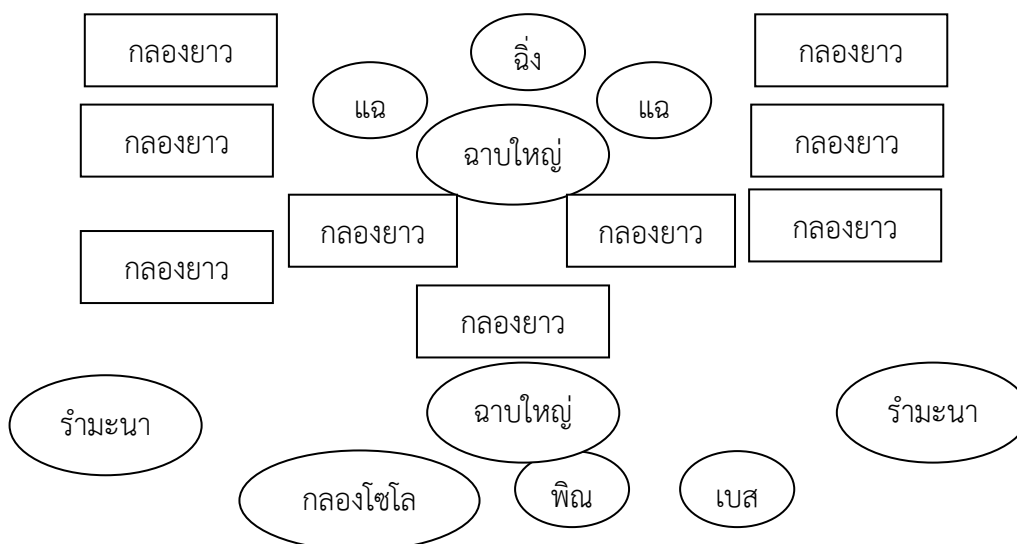 กลองยาว
ฉิ่ง
กลองยาว
แฉ
แฉ
กลองยาว
ฉาบใหญ่
กลองยาว
กลองยาว
กลองยาว
กลองยาว
กลองยาว
กลองยาว
รำมะนา
ฉาบใหญ่
รำมะนา
กลองโซโล
พิณ
เบส